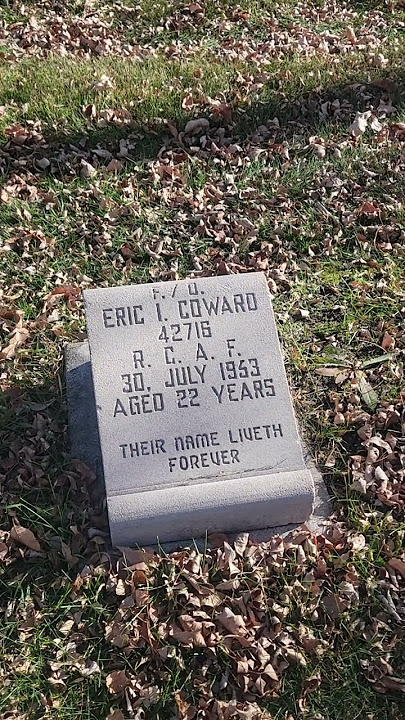 F./O.
ERIC I. COWARD
42716
R. C. A. F.
30, JULY 1953
AGED 22 YEARS
THEIR NAME LIVETH
FOREVER